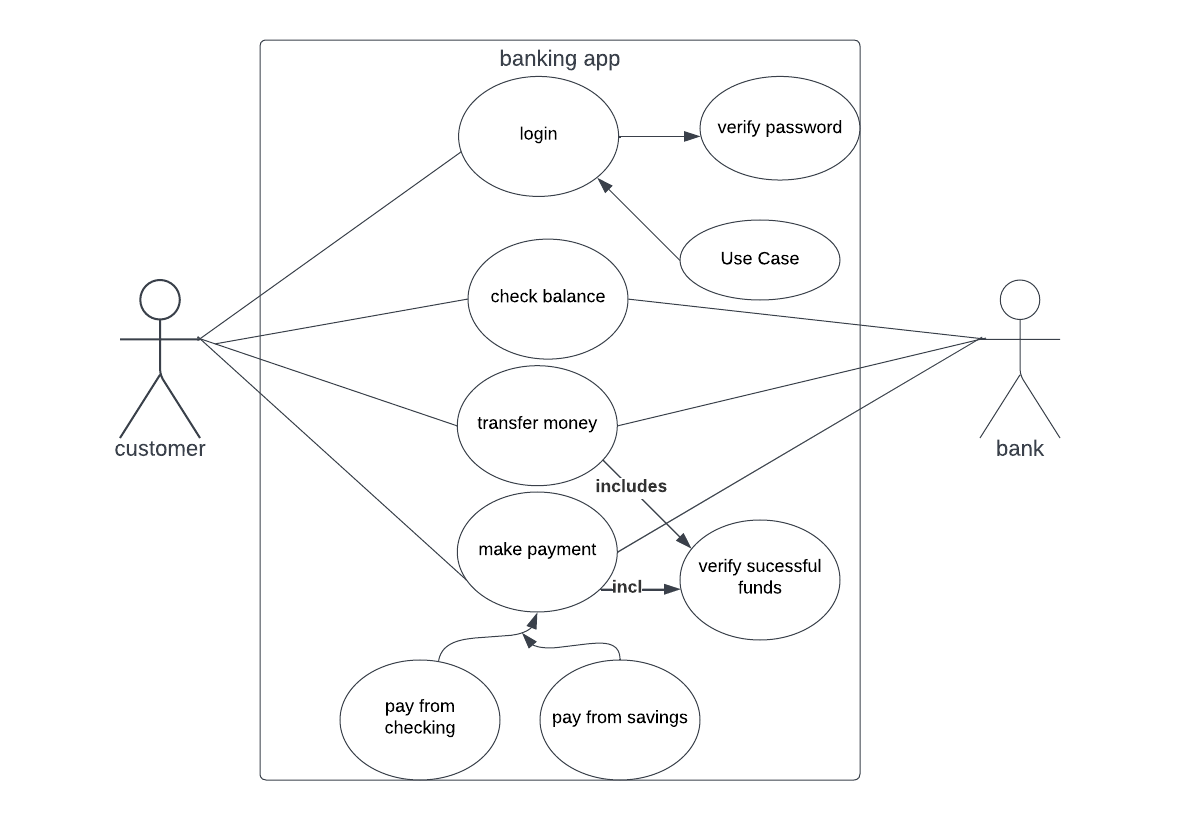 banking app
login
verify password
Use Case
check balance
customer
bank
transfer money
includes
make payment
verify sucessful
funds
incl
pay from
checking
pay from savings